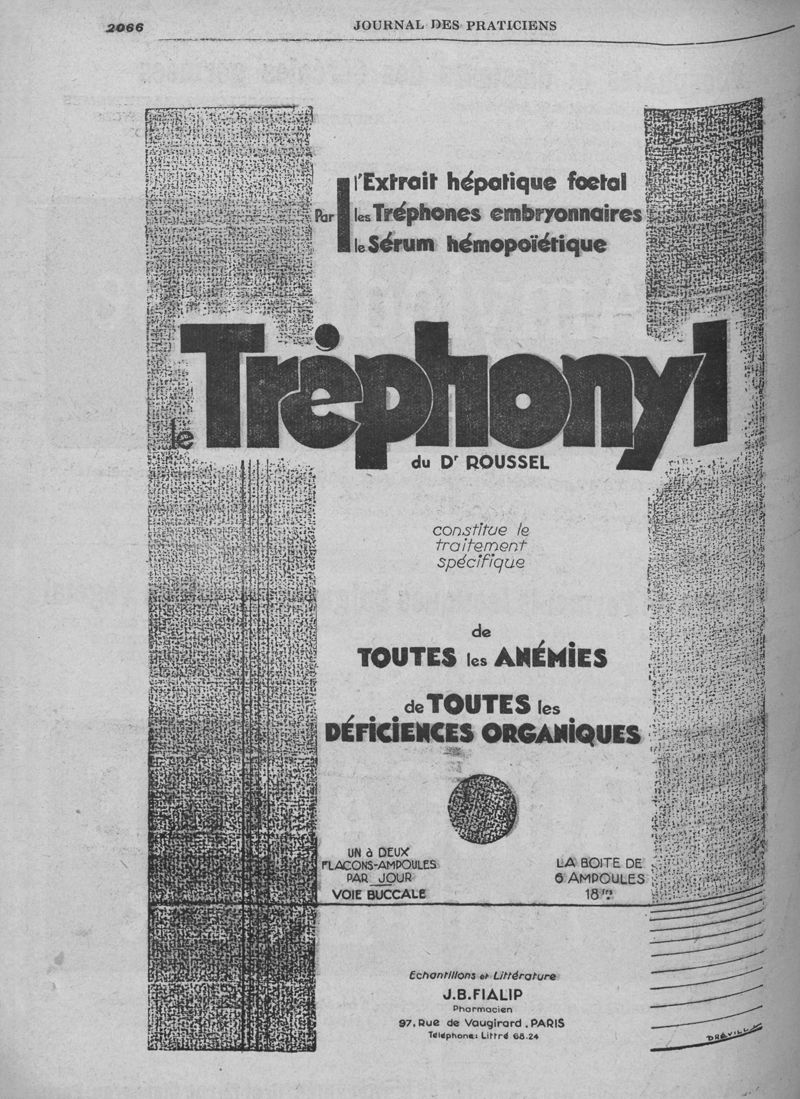 2066
JOURNAL DES PRATICIENS
l'Extrait hépatique fœtal
Par les Tréphones embryonnaires
le Sérum hémopoïétique
le Tréphonyl
du Dr ROUSSEL
constitue le
traitement
spécifique
de
TOUTES les ANÉMIES
de TOUTES les
DÉFICIENCES ORGANIQUES
UN à DEUX
FLACONS-AMPOULES
PAR JOUR
VOIE BUCCALE
LA BOITE DE
6 AMPOULES
18 frs
Echantillons et Littérature
J.B.FIALIP
Pharmacien
97, Rue de Vaugirard . PARIS
Téléphone: Littré 68.24